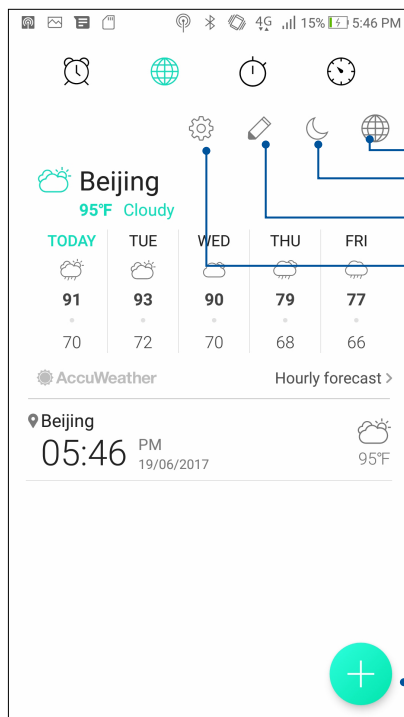 4G 15% 5:46 PM
Beijing
95°F Cloudy
TODAY TUE WED THU FRI
91 93 90 79 77
70 72 70 68 66
AccuWeather Hourly forecast >
Beijing
05:46 PM
19/06/2017
95°F